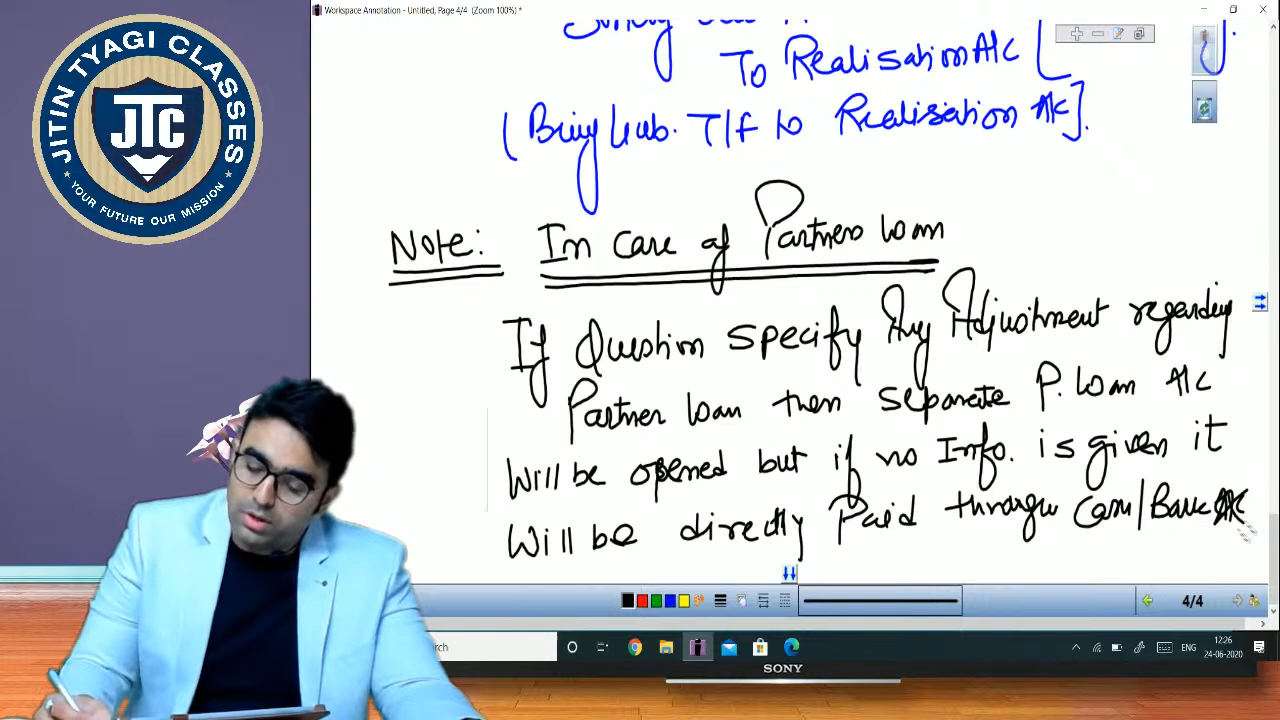 Workspace Annotation - Untitled, Page 4/4 (Zoom 100%) *
JITIN TYAGI CLASSES
JTC
YOUR FUTURE OUR MISSION
To Realisation A/c
(Being Liab. T/f to Realisation A/c].
Note: In Case of Partners Loan
If Question specify Any Adjustment regarding
Partner loan then separate P. Loan A/c
Will be opened but if no Info. is given it
Will be directly Paid through Cash/Bank A/c
4/4
rch
ENG
12:26
24-06-2020
SONY